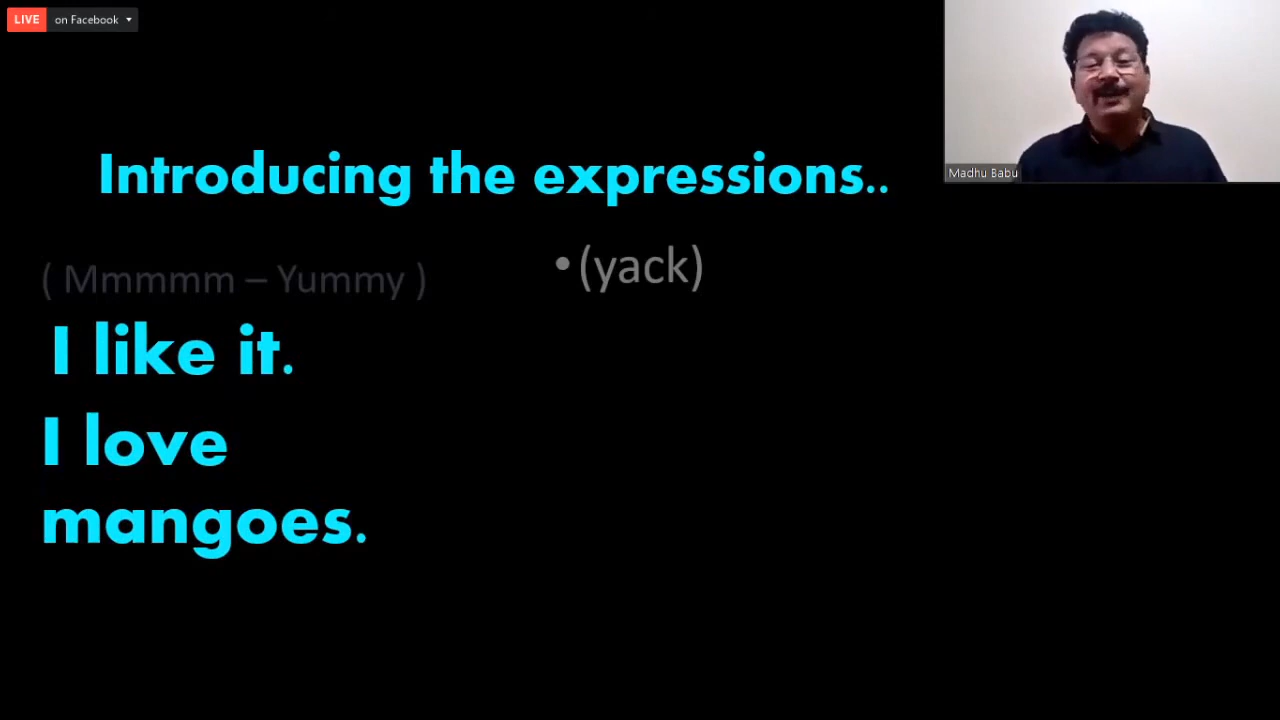 LIVE on Facebook
Madhu Babu
Introducing the expressions..
( Mmmmm – Yummy )
I like it.
I love
mangoes.
•(yack)